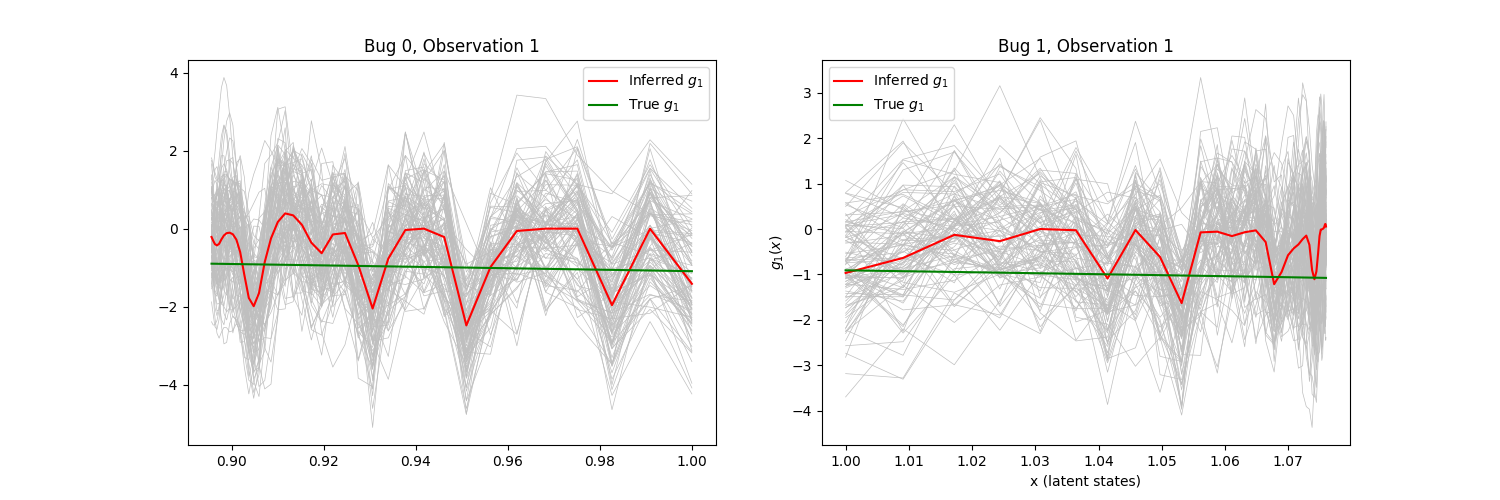 Bug 0, Observation 1
4
2
0
−2
−4
Inferred g₁
True g₁
0.90 0.92 0.94 0.96 0.98 1.00
Bug 1, Observation 1
g₁(x)
3
2
1
0
−1
−2
−3
−4
Inferred g₁
True g₁
1.00 1.01 1.02 1.03 1.04 1.05 1.06 1.07
x (latent states)